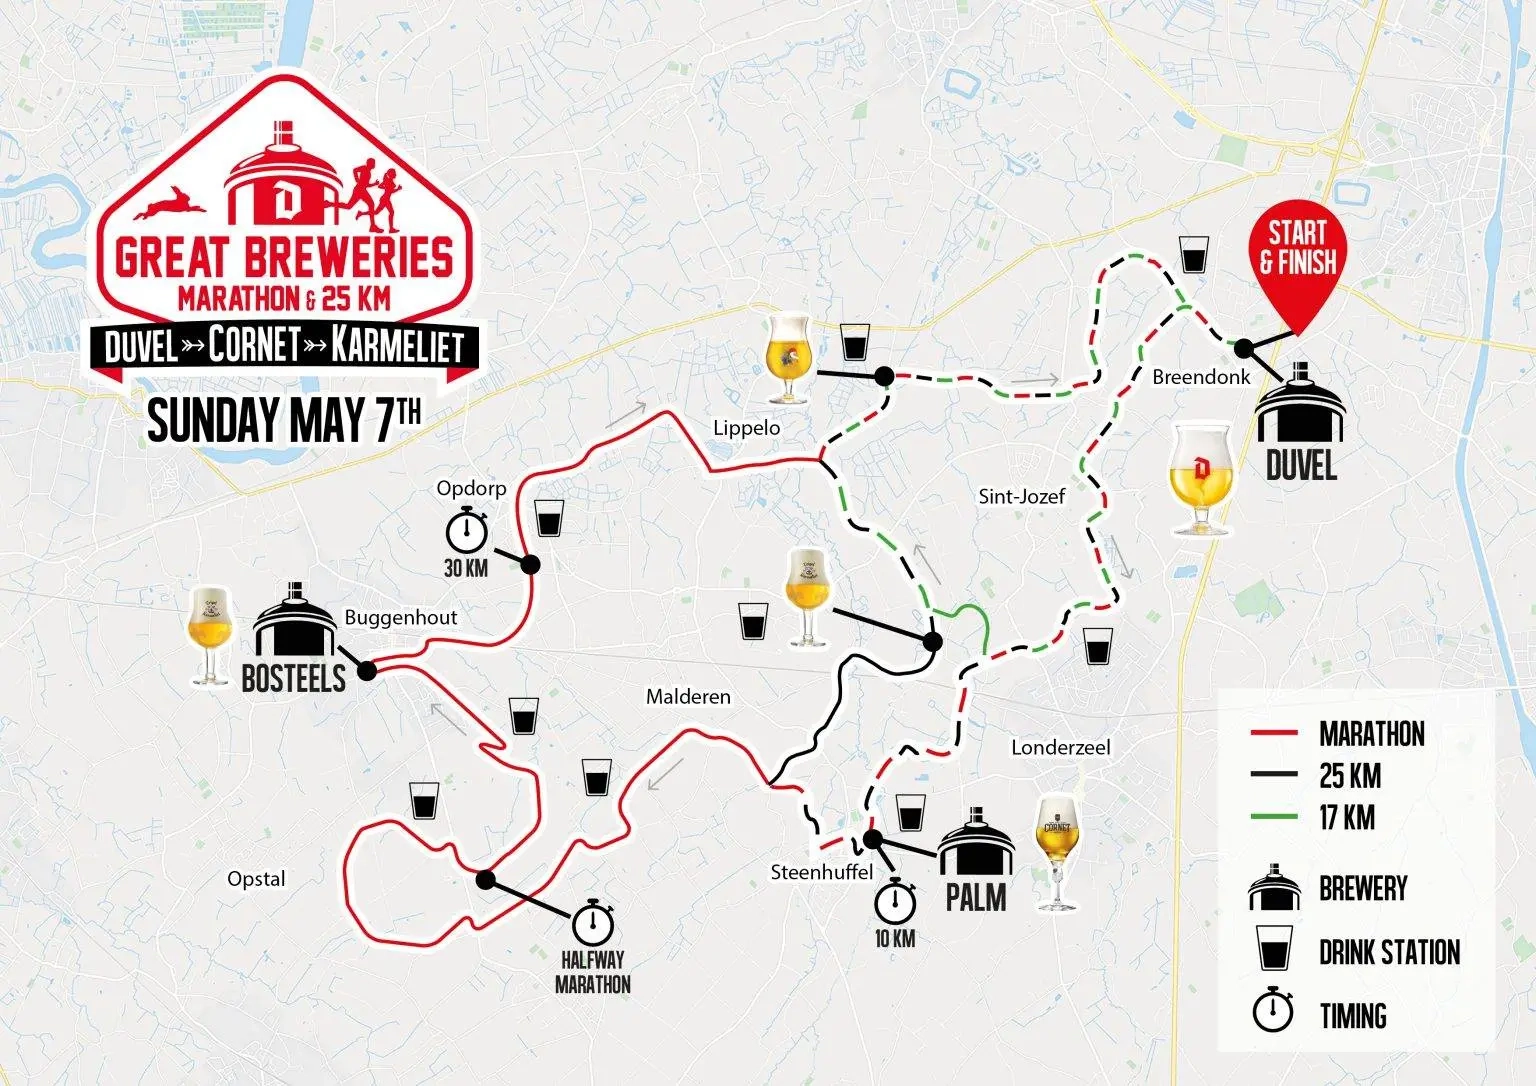 GREAT BREWERIES
MARATHON & 25 KM
DUVEL CORNET KARMELIET
SUNDAY MAY 7TH
START
& FINISH
Breendonk
DUVEL
Lippelo
Sint-Jozef
Opdorp
30 KM
Buggenhout
BOSTEELS
Malderen
Londerzeel
CORNET
Steenhuffel
PALM
10 KM
Opstal
HALFWAY
MARATHON
MARATHON
25 KM
17 KM
BREWERY
DRINK STATION
TIMING